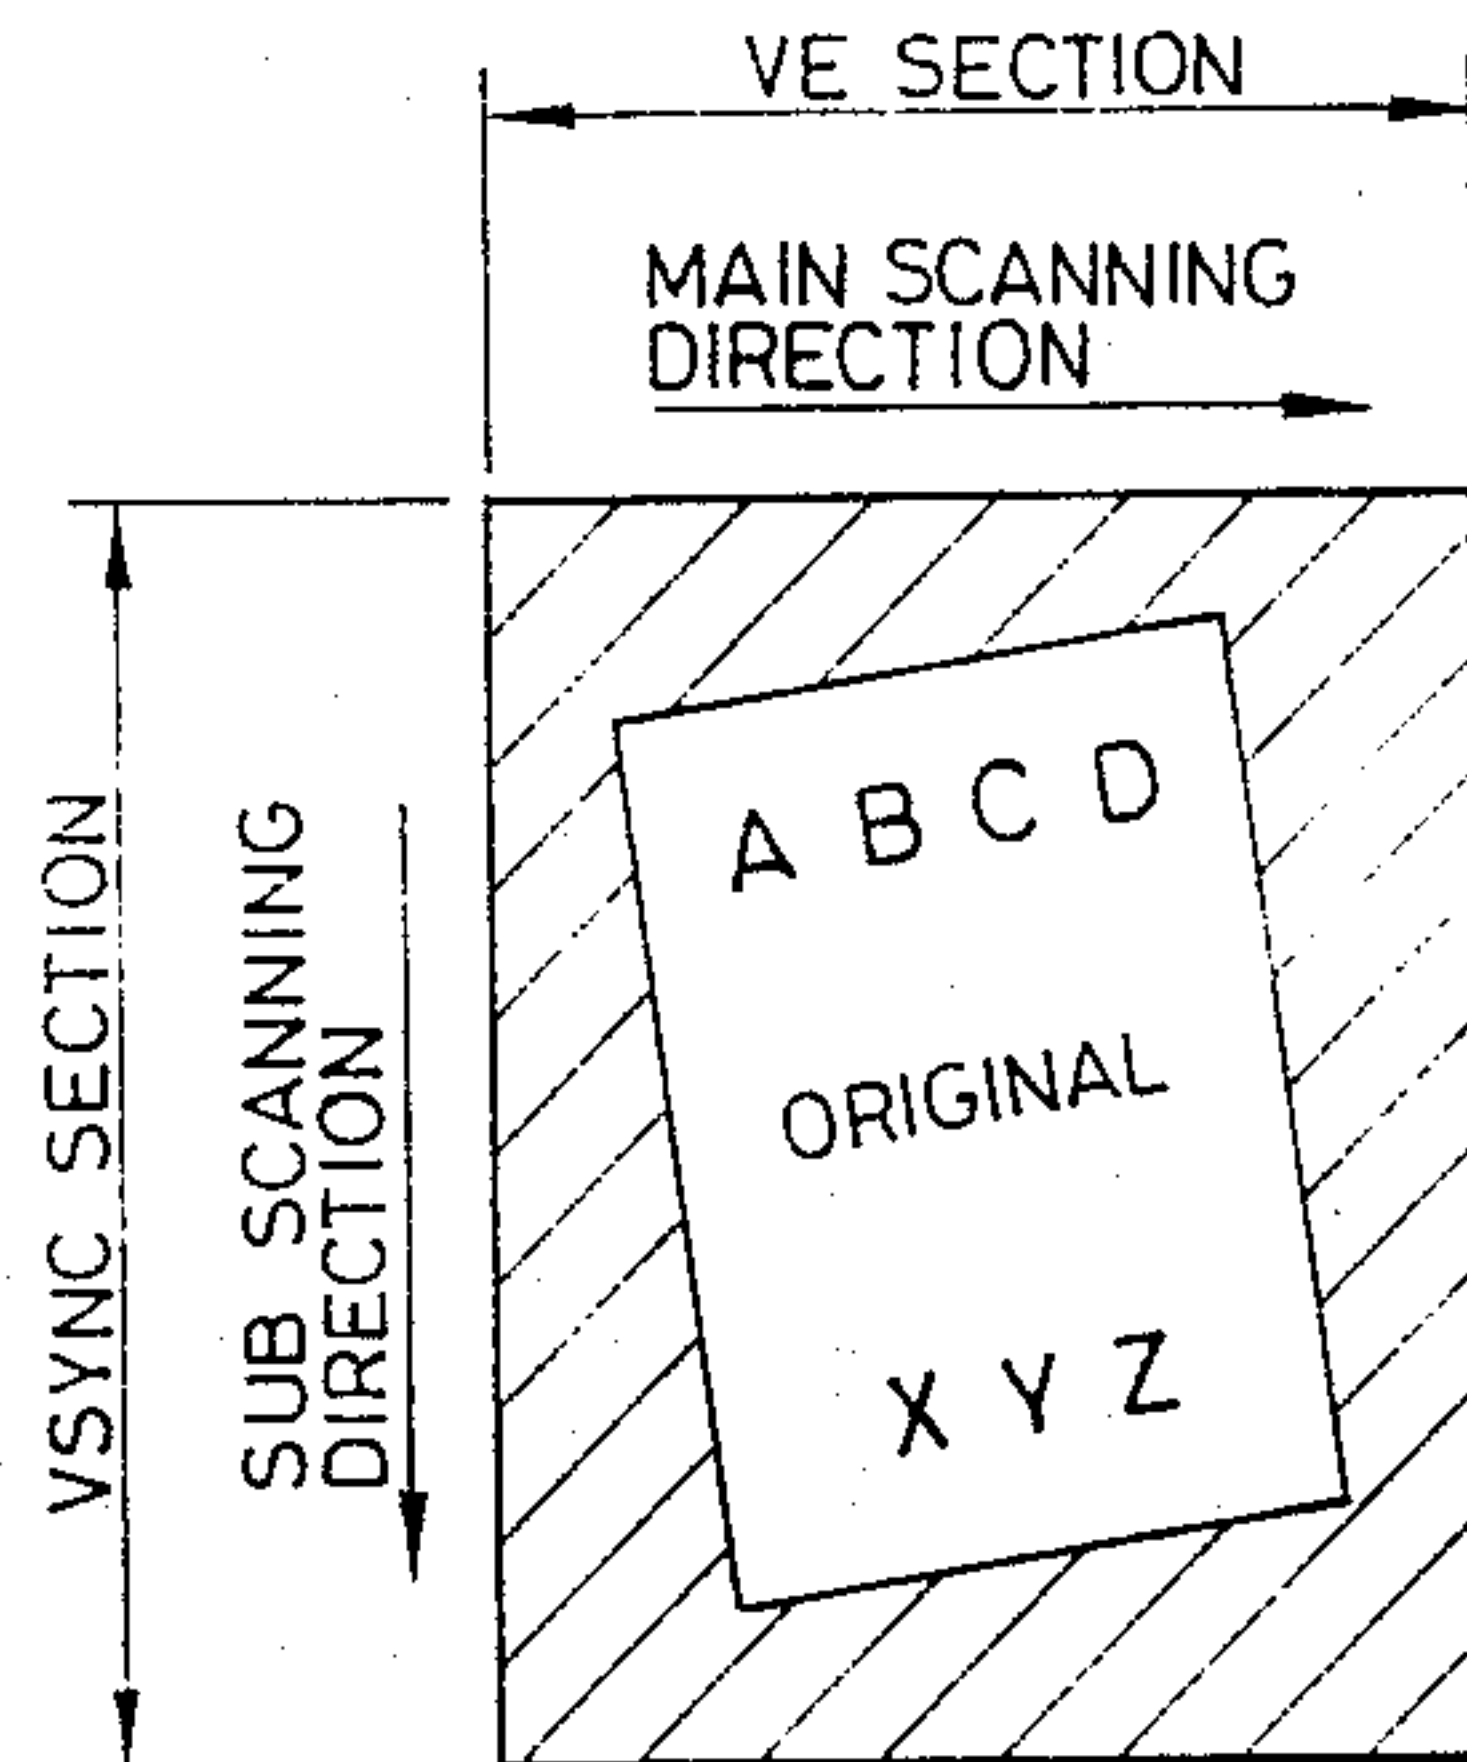 VE SECTION
MAIN SCANNING
DIRECTION
VSYNC SECTION
SUB SCANNING
DIRECTION
A B C D
ORIGINAL
X Y Z